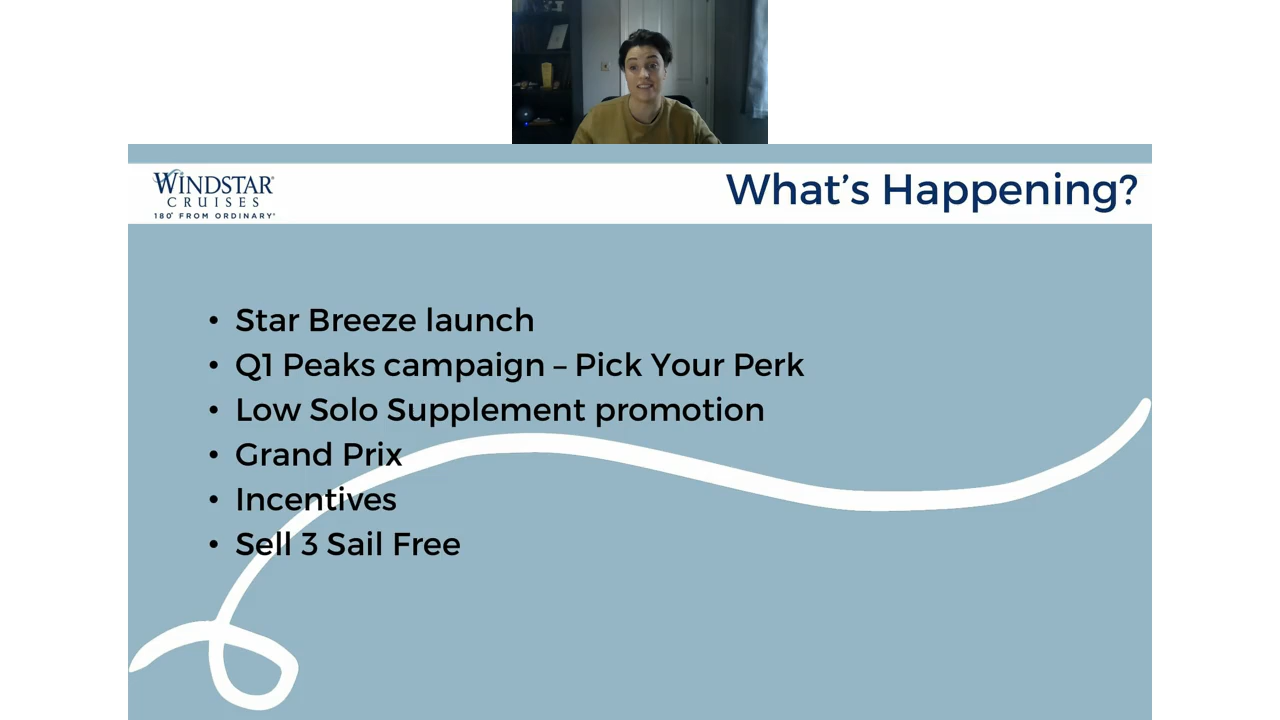 WINDSTAR®
CRUISES
180° FROM ORDINARY®
What's Happening?
• Star Breeze launch
• Q1 Peaks campaign – Pick Your Perk
• Low Solo Supplement promotion
• Grand Prix
• Incentives
• Sell 3 Sail Free